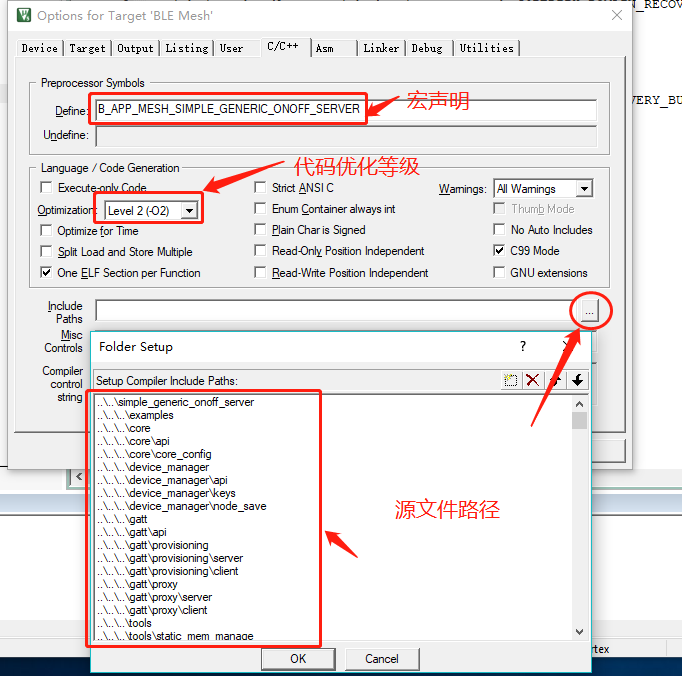 Options for Target 'BLE Mesh'
Device Target Output Listing User C/C++ Asm Linker Debug Utilities
Preprocessor Symbols
Define: B_APP_MESH_SIMPLE_GENERIC_ONOFF_SERVER
宏声明
Undefine:
代码优化等级
Language / Code Generation
Execute-only Code Strict ANSI C Warnings: All Warnings
Optimization: Level 2 (-O2) Enum Container always int Thumb Mode
Optimize for Time Plain Char is Signed No Auto Includes
Split Load and Store Multiple Read-Only Position Independent C99 Mode
One ELF Section per Function Read-Write Position Independent GNU extensions
Include
Paths
...
Misc
Controls
Compiler
control
string
Folder Setup ?
Setup Compiler Include Paths:
..\..\simple_generic_onoff_server
..\..\..\examples
..\..\..\core
..\..\..\core\api
..\..\..\core\core_config
..\..\..\device_manager
..\..\..\device_manager\api
..\..\..\device_manager\keys
..\..\..\device_manager\node_save
..\..\..\gatt
..\..\..\gatt\api
..\..\..\gatt\provisioning
..\..\..\gatt\provisioning\server
..\..\..\gatt\provisioning\client
..\..\..\gatt\proxy
..\..\..\gatt\proxy\server
..\..\..\gatt\proxy\client
..\..\..\tools
..\..\..\tools\static_mem_manage
源文件路径
OK Cancel